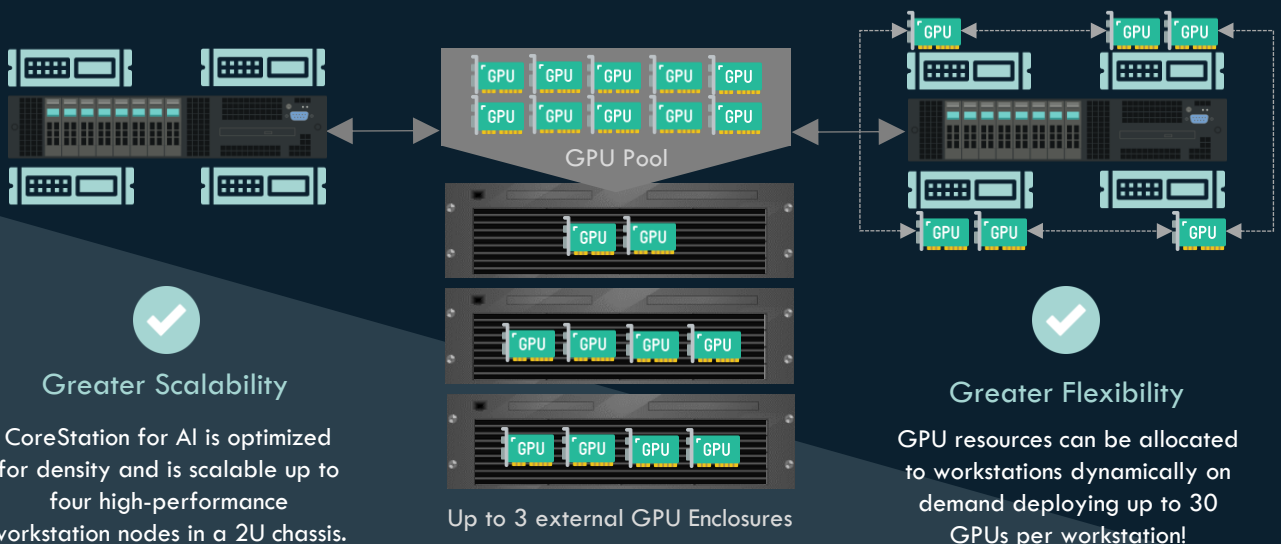 GPU GPU GPU
GPU GPU GPU GPU GPU
GPU GPU GPU GPU GPU
GPU Pool
GPU GPU GPU
GPU GPU
GPU GPU GPU GPU
GPU GPU GPU GPU
Up to 3 external GPU Enclosures
Greater Scalability
CoreStation for AI is optimized
for density and is scalable up to
four high-performance
workstation nodes in a 2U chassis.
Greater Flexibility
GPU resources can be allocated
to workstations dynamically on
demand deploying up to 30
GPUs per workstation!